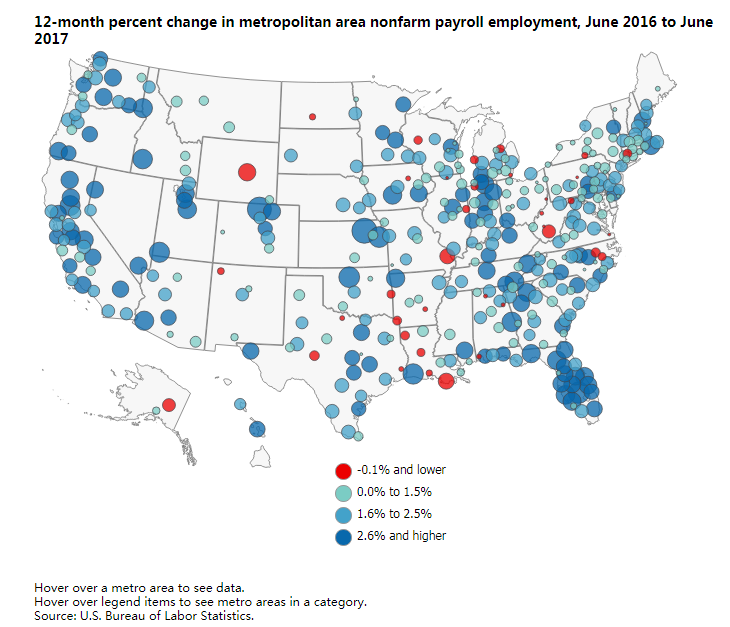 12-month percent change in metropolitan area nonfarm payroll employment, June 2016 to June
2017
-0.1% and lower
0.0% to 1.5%
1.6% to 2.5%
2.6% and higher
Hover over a metro area to see data.
Hover over legend items to see metro areas in a category.
Source: U.S. Bureau of Labor Statistics.